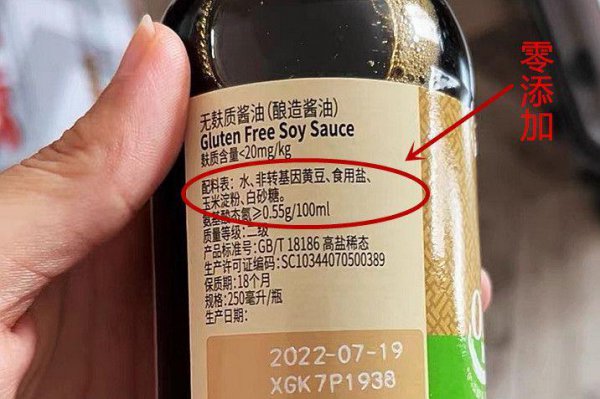 零添加
无麸质酱油(酿造酱油)
Gluten Free Soy Sauce
麸质含量<20mg/kg
配料表: 水、非转基因黄豆、食用盐、
玉米淀粉、白砂糖。
氨基酸态氮≥0.55g/100ml
质量等级: 二级
产品标准号: GB/T 18186 高盐稀态
生产许可证编码: SC10344070500389
保质期: 18个月
规格: 250毫升/瓶
生产日期:
2022-07-19
XGK7P1938